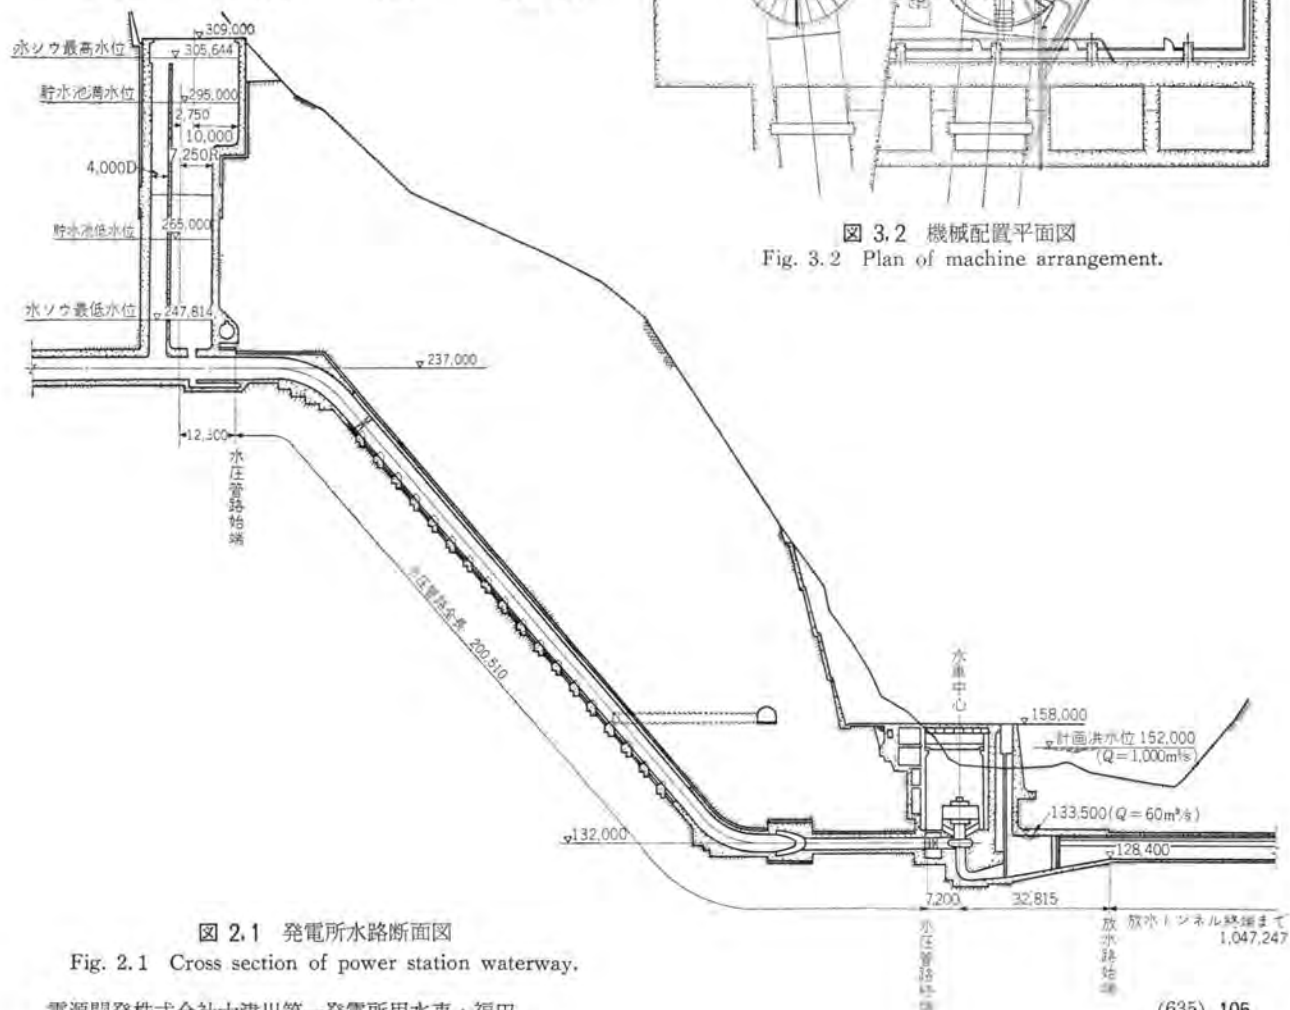 309,000
水ソウ最高水位
305,644
貯水池満水位
295,000
2,750
10,000
7,250R
4,000D
貯水池低水位
265,000
水ソウ最低水位
247,814
237,000
水圧管路始端
水圧管路全長 200,510
水車中心
158,000
計画洪水位 152,000
(Q=1,000m³/s)
133,500(Q=60m³/s)
132,000
128,400
7,200
32,815
放水トンネル終端まで
1,047,247
水圧管路終端
放水路始端
図 3.2 機械配置平面図
Fig. 3.2 Plan of machine arrangement.
図 2.1 発電所水路断面図
Fig. 2.1 Cross section of power station waterway.
(635) 105